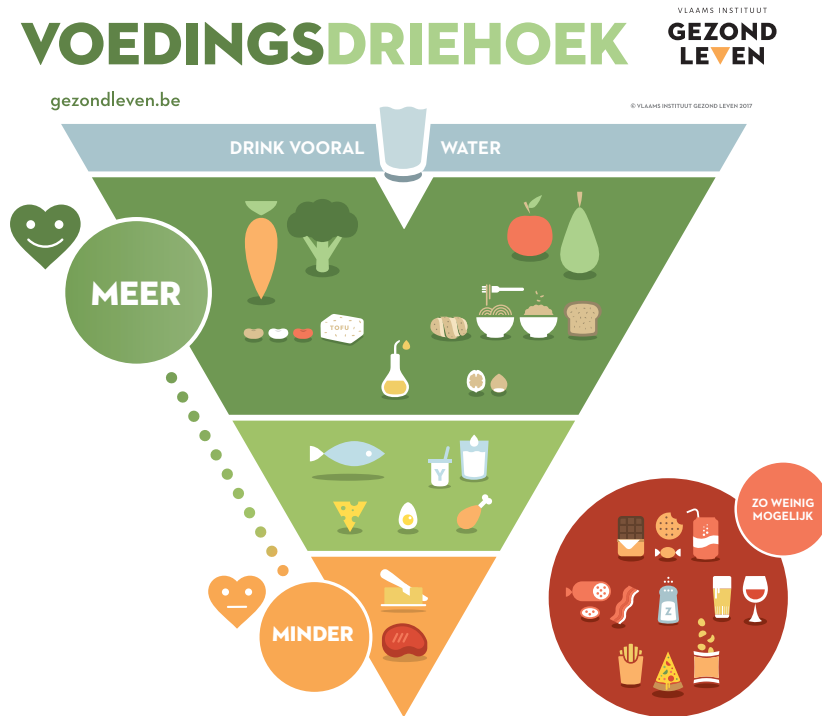 VOEDINGSDRIEHOEK
VLAAMS INSTITUUT
GEZOND
LEVEN
gezondleven.be
© VLAAMS INSTITUUT GEZOND LEVEN 2017
DRINK VOORAL WATER
MEER
TOFU
Y
ZO WEINIG
MOGELIJK
Z
MINDER